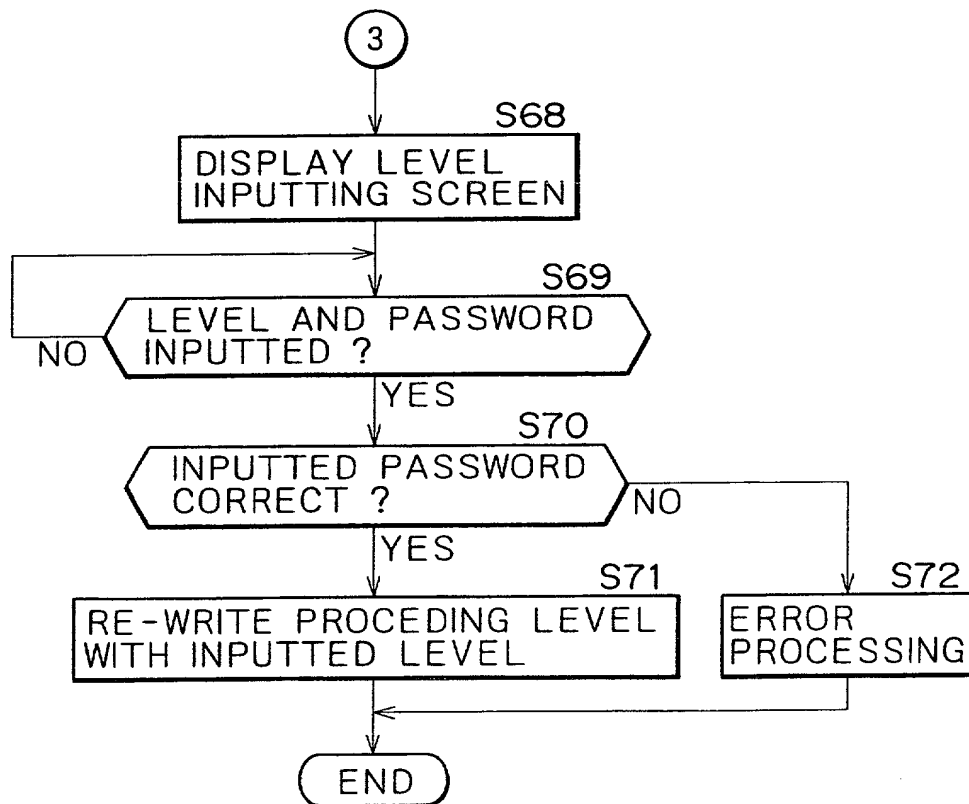 3
S68
DISPLAY LEVEL
INPUTTING SCREEN
S69
LEVEL AND PASSWORD
INPUTTED ?
NO
YES
S70
INPUTTED PASSWORD
CORRECT ?
NO
YES
S71
RE-WRITE PROCEDING LEVEL
WITH INPUTTED LEVEL
S72
ERROR
PROCESSING
END